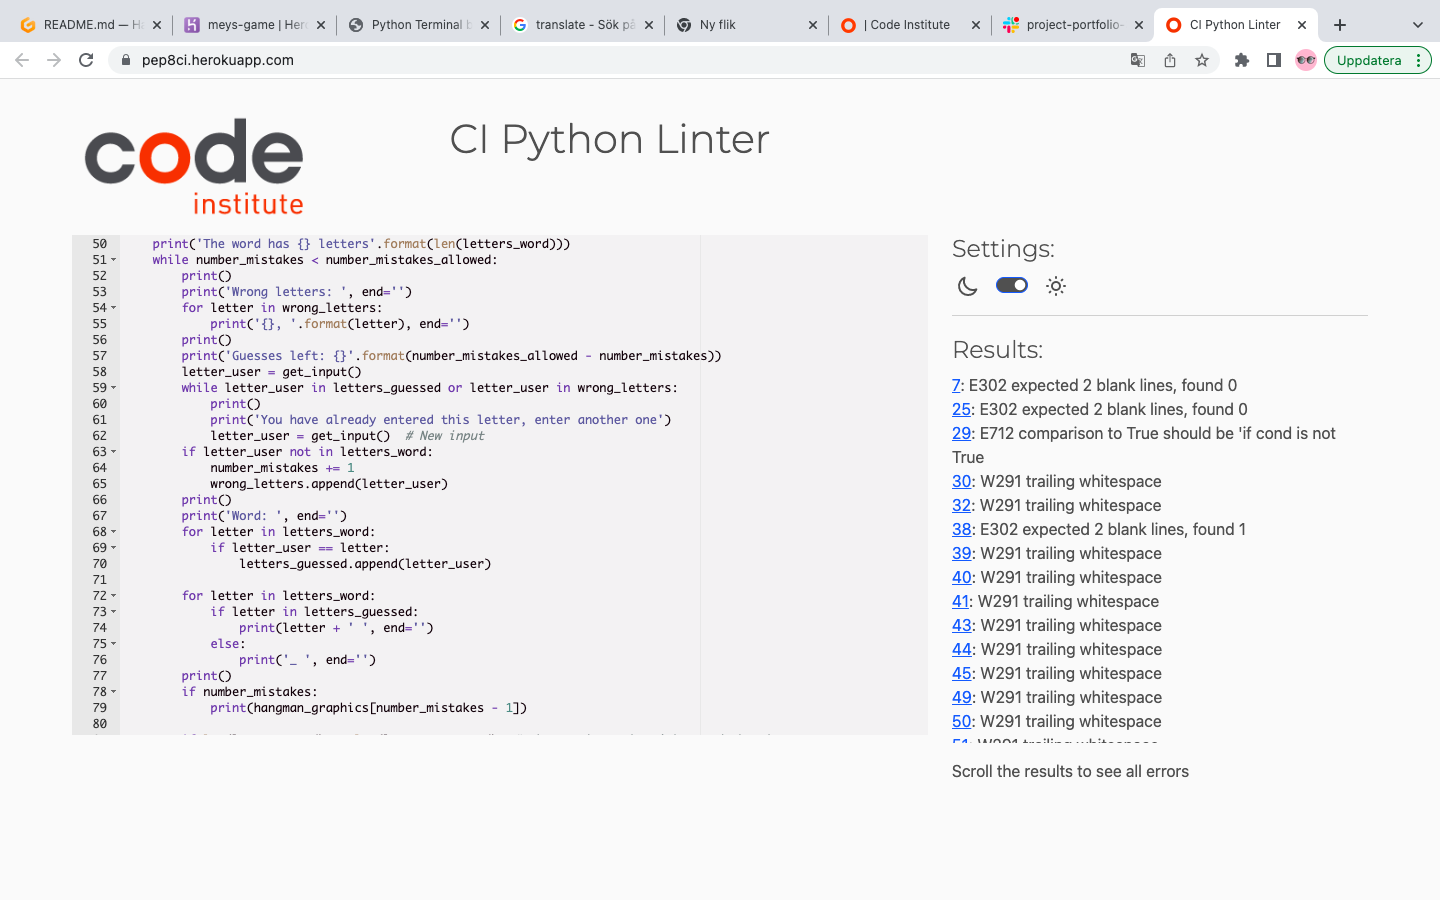 README.md — Ha
meys-game | Hero
Python Terminal b
translate - Sök på
Ny flik
| Code Institute
project-portfolio-
CI Python Linter
pep8ci.herokuapp.com
Uppdatera
code
institute
CI Python Linter
50 print('The word has {} letters'.format(len(letters_word)))
51 while number_mistakes < number_mistakes_allowed:
52 print()
53 print('Wrong letters: ', end='')
54 for letter in wrong_letters:
55 print('{}, '.format(letter), end='')
56 print()
57 print('Guesses left: {}'.format(number_mistakes_allowed - number_mistakes))
58 letter_user = get_input()
59 while letter_user in letters_guessed or letter_user in wrong_letters:
60 print()
61 print('You have already entered this letter, enter another one')
62 letter_user = get_input()  # New input
63 if letter_user not in letters_word:
64 number_mistakes += 1
65 wrong_letters.append(letter_user)
66 print()
67 print('Word: ', end='')
68 for letter in letters_word:
69 if letter_user == letter:
70 letters_guessed.append(letter_user)
71
72 for letter in letters_word:
73 if letter in letters_guessed:
74 print(letter + ' ', end='')
75 else:
76 print('_ ', end='')
77 print()
78 if number_mistakes:
79 print(hangman_graphics[number_mistakes - 1])
80
Settings:
Results:
7: E302 expected 2 blank lines, found 0
25: E302 expected 2 blank lines, found 0
29: E712 comparison to True should be 'if cond is not
True
30: W291 trailing whitespace
32: W291 trailing whitespace
38: E302 expected 2 blank lines, found 1
39: W291 trailing whitespace
40: W291 trailing whitespace
41: W291 trailing whitespace
43: W291 trailing whitespace
44: W291 trailing whitespace
45: W291 trailing whitespace
49: W291 trailing whitespace
50: W291 trailing whitespace
51: W291 trailing whitespace
Scroll the results to see all errors